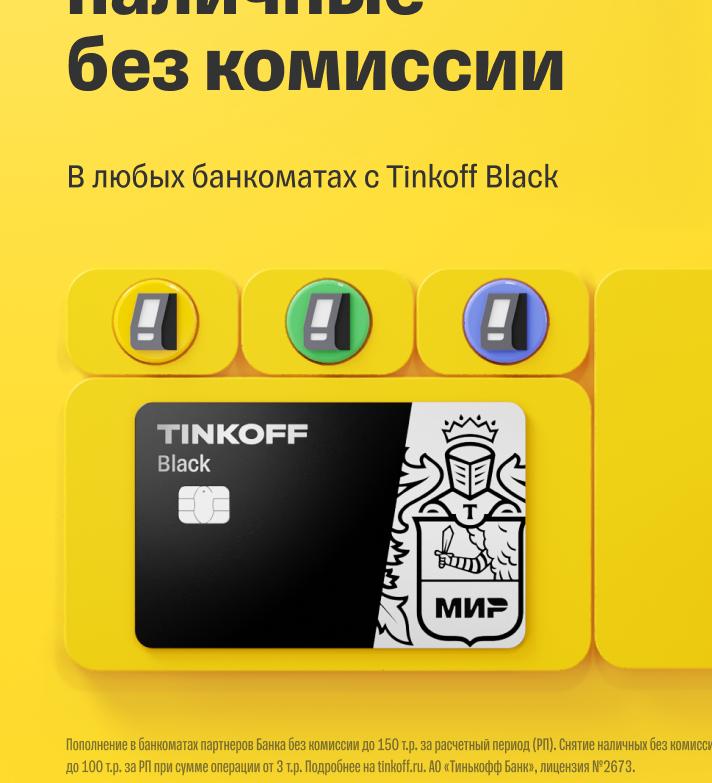 наличные
без комиссии
В любых банкоматах с Tinkoff Black
TINKOFF
Black
T
МИР
Пополнение в банкоматах партнеров Банка без комиссии до 150 т.р. за расчетный период (РП). Снятие наличных без комисси
до 100 т.р. за РП при сумме операции от 3 т.р. Подробнее на tinkoff.ru. АО «Тинькофф Банк», лицензия №2673.